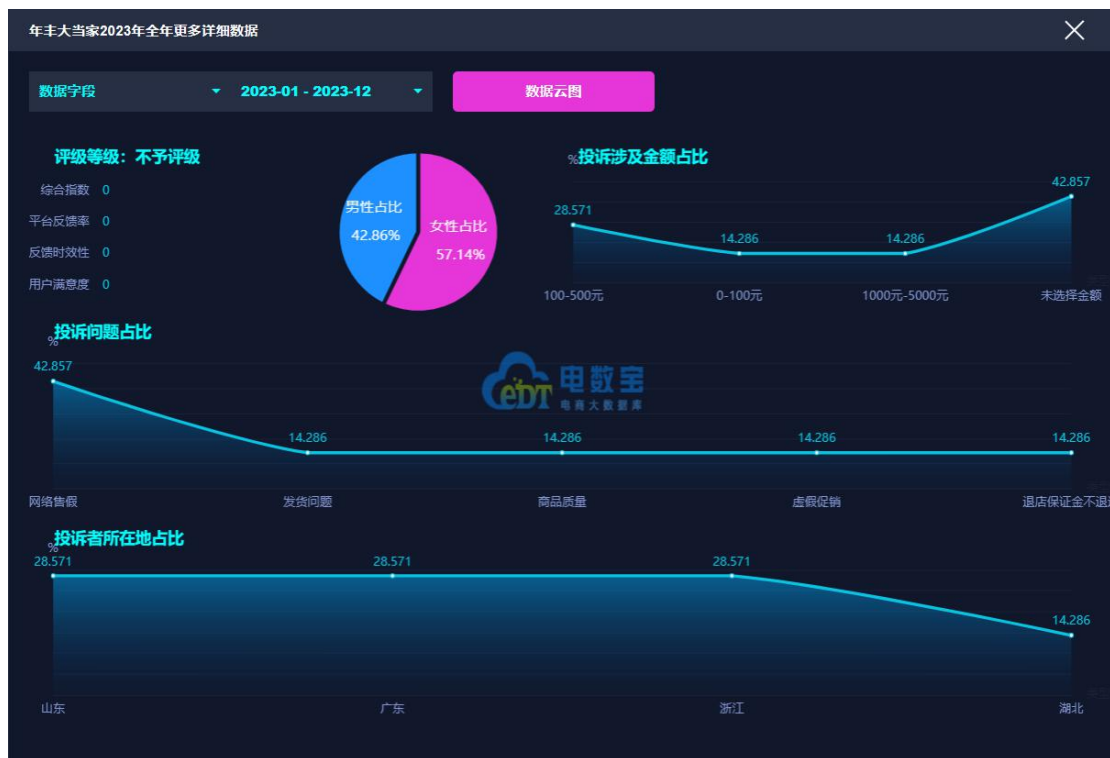 年丰大当家2023年全年更多详细数据
数据字段 2023-01 - 2023-12 数据云图
评级等级：不予评级
综合指数 0
平台反馈率 0
反馈时效性 0
用户满意度 0
男性占比
42.86%
女性占比
57.14%
%投诉涉及金额占比
28.571 14.286 14.286 42.857
100-500元 0-100元 1000元-5000元 未选择金额
%投诉问题占比
42.857 14.286 14.286 14.286 14.286
网络售假 发货问题 商品质量 虚假促销 退店保证金不退
eDT 电数宝
电商大数据库
%投诉者所在地占比
28.571 28.571 28.571 14.286
山东 广东 浙江 湖北